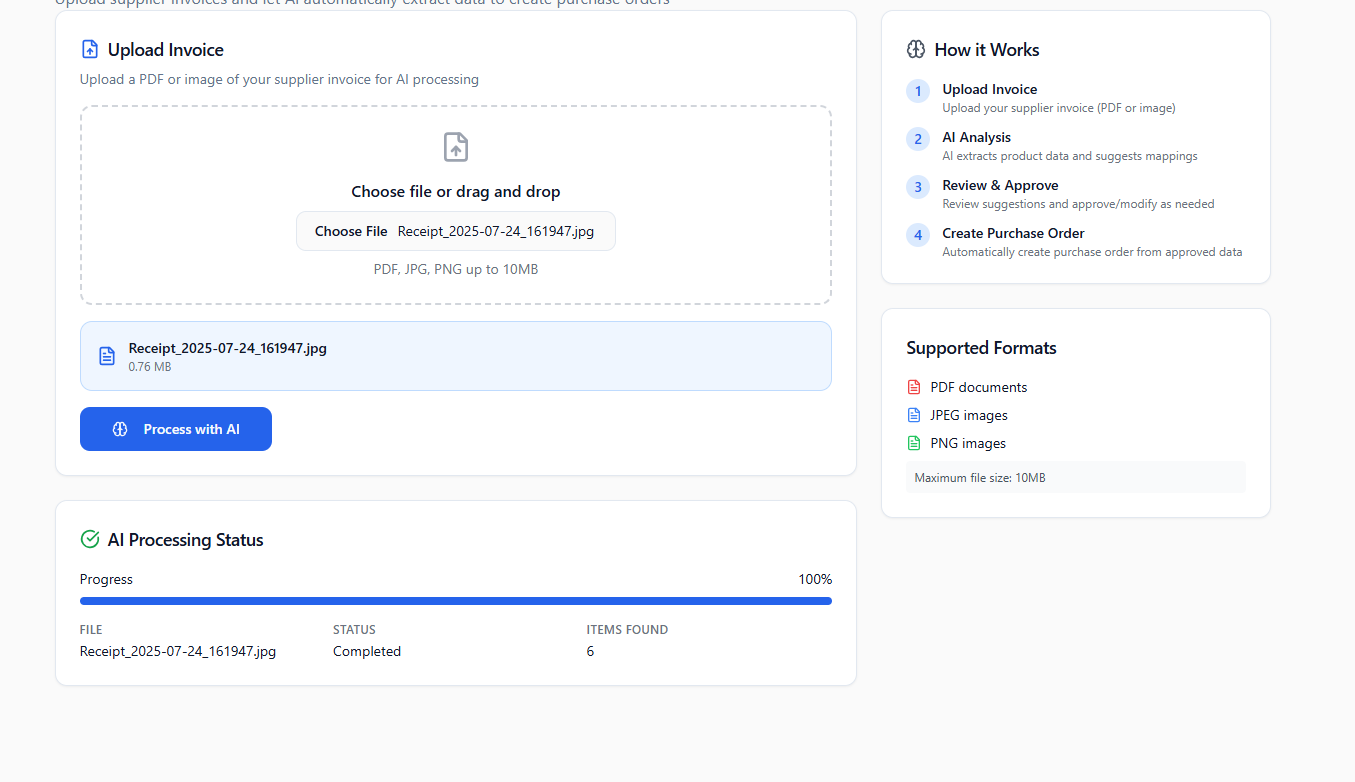 Upload supplier invoices and let AI automatically extract data to create purchase orders
Upload Invoice
Upload a PDF or image of your supplier invoice for AI processing
Choose file or drag and drop
Choose File Receipt_2025-07-24_161947.jpg
PDF, JPG, PNG up to 10MB
Receipt_2025-07-24_161947.jpg
0.76 MB
Process with AI
AI Processing Status
Progress 100%
FILE STATUS ITEMS FOUND
Receipt_2025-07-24_161947.jpg Completed 6
How it Works
1 Upload Invoice
Upload your supplier invoice (PDF or image)
2 AI Analysis
AI extracts product data and suggests mappings
3 Review & Approve
Review suggestions and approve/modify as needed
4 Create Purchase Order
Automatically create purchase order from approved data
Supported Formats
PDF documents
JPEG images
PNG images
Maximum file size: 10MB